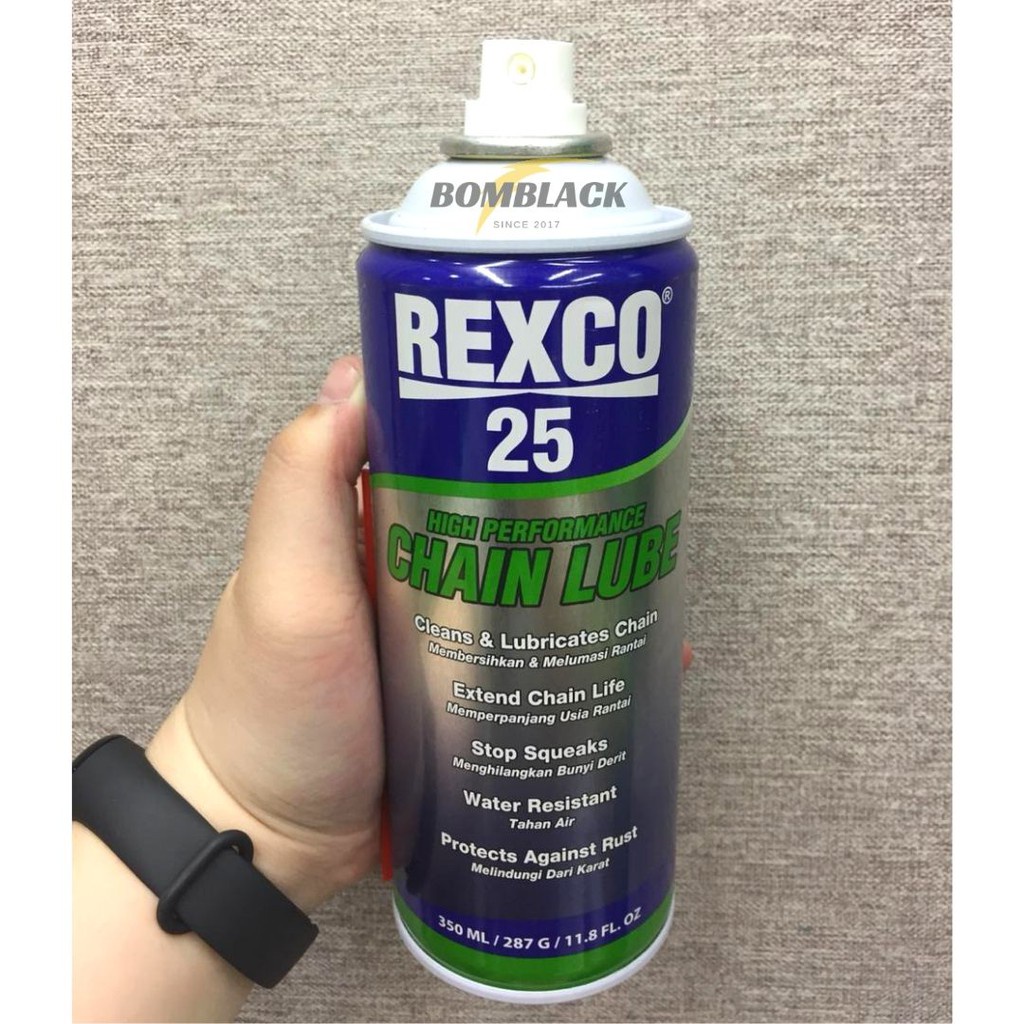 BOMBLACK
SINCE 2017
REXCO®
25
HIGH PERFORMANCE
CHAIN LUBE
Cleans & Lubricates Chain
Membersihkan & Melumasi Rantai
Extend Chain Life
Memperpanjang Usia Rantai
Stop Squeaks
Menghilangkan Bunyi Derit
Water Resistant
Tahan Air
Protects Against Rust
Melindungi Dari Karat
350 ML / 287 G / 11.8 FL. OZ